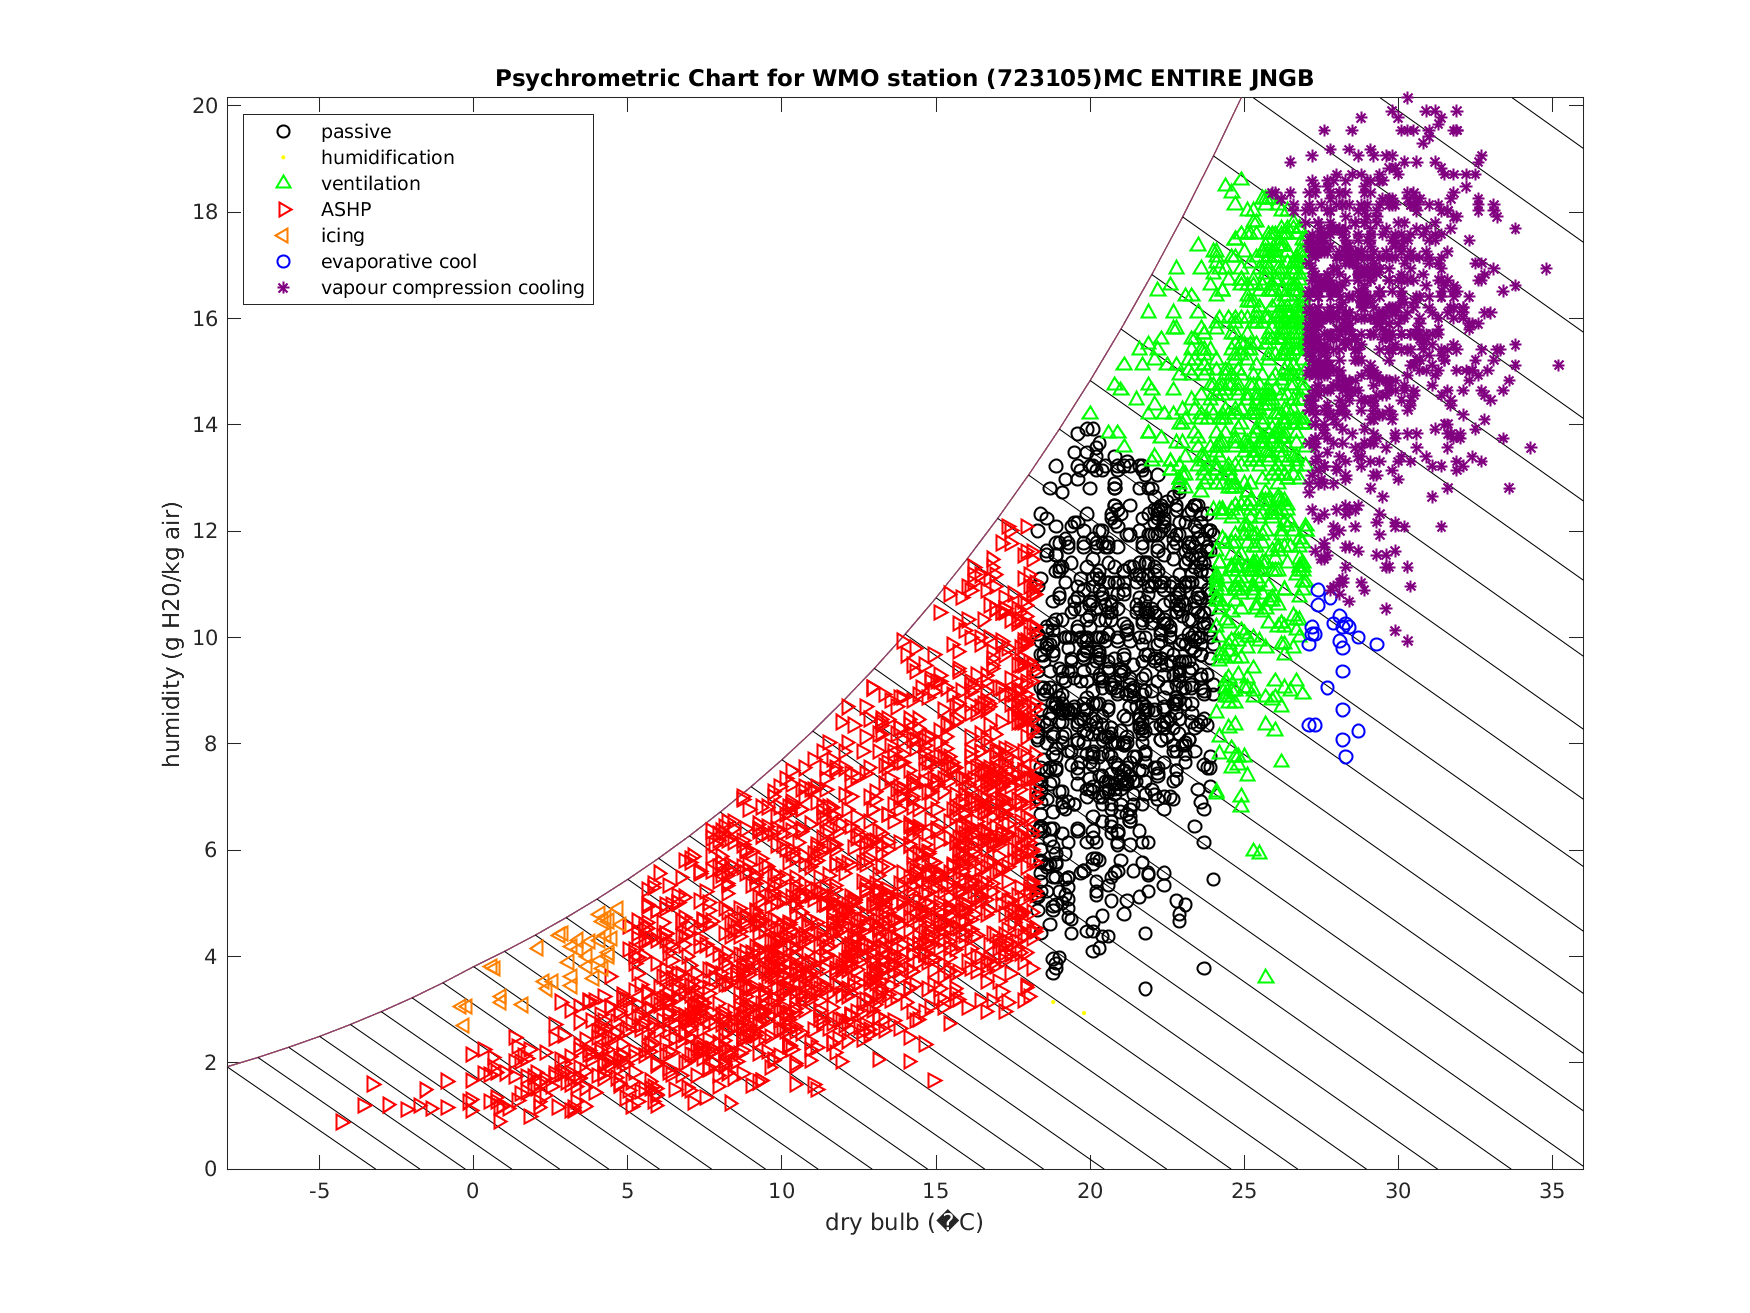 Psychrometric Chart for WMO station (723105)MC ENTIRE JNGB
passive
humidification
ventilation
ASHP
icing
evaporative cool
vapour compression cooling
humidity (g H20/kg air)
20
18
16
14
12
10
8
6
4
2
0
-5 0 5 10 15 20 25 30 35
dry bulb (�C)